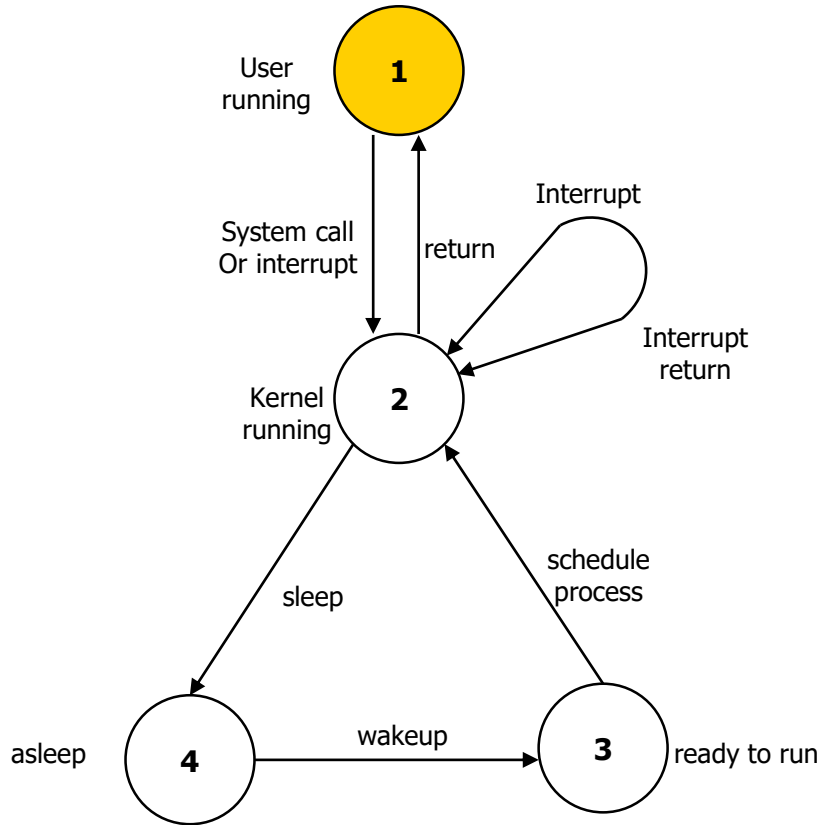 1
User
running
System call
Or interrupt
return
Interrupt
Interrupt
return
2
Kernel
running
schedule
process
sleep
wakeup
asleep
4
3
ready to run